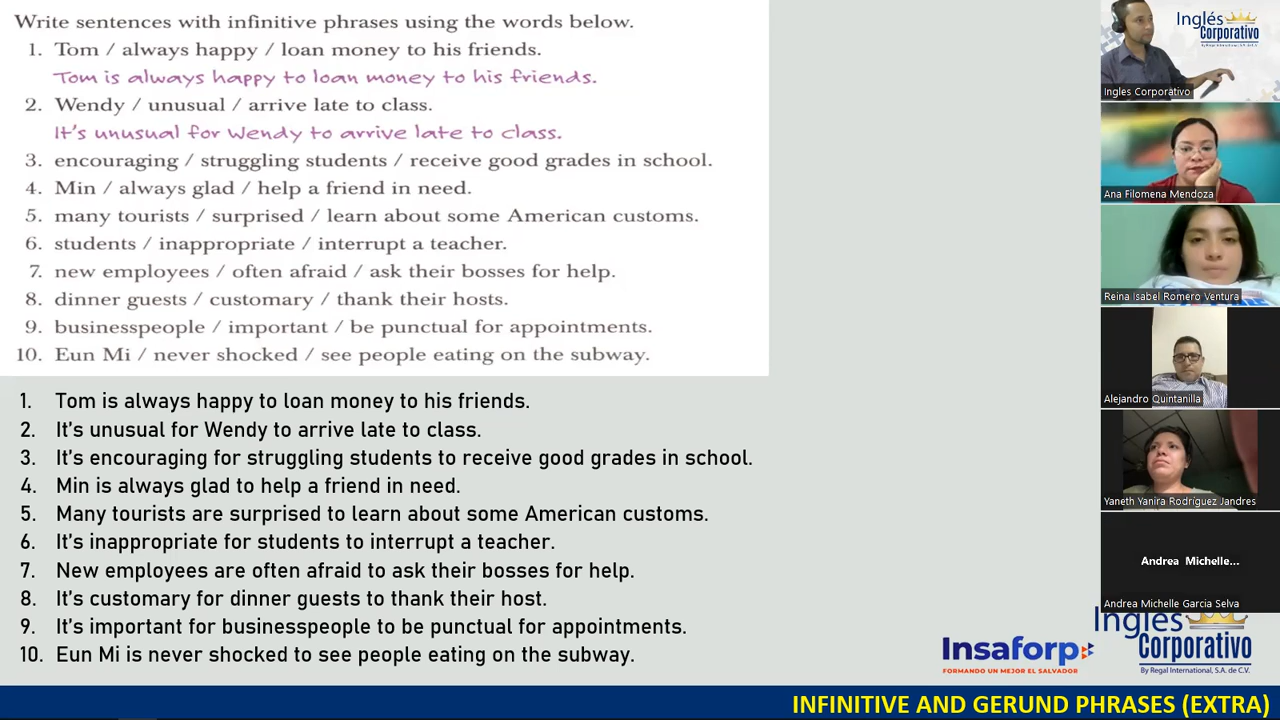 Write sentences with infinitive phrases using the words below.
1. Tom / always happy / loan money to his friends.
Tom is always happy to loan money to his friends.
2. Wendy / unusual / arrive late to class.
It's unusual for Wendy to arrive late to class.
3. encouraging / struggling students / receive good grades in school.
4. Min / always glad / help a friend in need.
5. many tourists / surprised / learn about some American customs.
6. students / inappropriate / interrupt a teacher.
7. new employees / often afraid / ask their bosses for help.
8. dinner guests / customary / thank their hosts.
9. businesspeople / important / be punctual for appointments.
10. Eun Mi / never shocked / see people eating on the subway.
1. Tom is always happy to loan money to his friends.
2. It's unusual for Wendy to arrive late to class.
3. It's encouraging for struggling students to receive good grades in school.
4. Min is always glad to help a friend in need.
5. Many tourists are surprised to learn about some American customs.
6. It's inappropriate for students to interrupt a teacher.
7. New employees are often afraid to ask their bosses for help.
8. It's customary for dinner guests to thank their host.
9. It's important for businesspeople to be punctual for appointments.
10. Eun Mi is never shocked to see people eating on the subway.
Inglés
Corporativo
By Regal International, S.A. de C.V.
Ingles Corporativo
Ana Filomena Mendoza
Reina Isabel Romero Ventura
Alejandro Quintanilla
Yaneth Yanira Rodríguez Jandres
Andrea Michelle...
Andrea Michelle Garcia Selva
Insaforp
FORMANDO UN MEJOR EL SALVADOR
Inglés
Corporativo
By Regal International, S.A. de C.V.
INFINITIVE AND GERUND PHRASES (EXTRA)